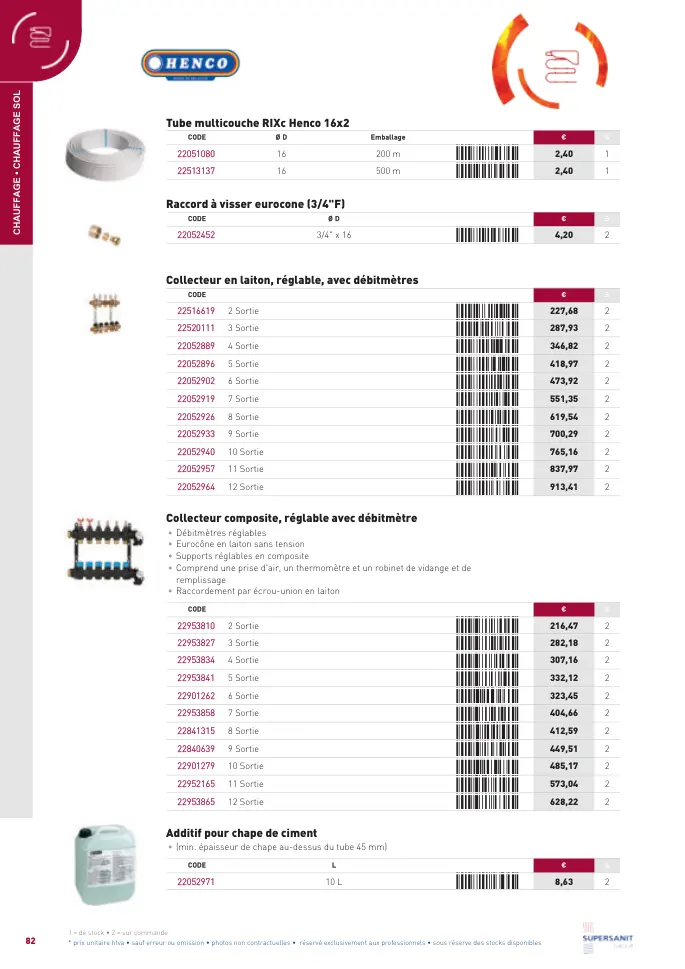 CHAUFFAGE • CHAUFFAGE SOL
HENCO
Tube multicouche RIXc Henco 16x2
CODE Ø D Emballage €
22051080 16 200 m 2,40 1
22513137 16 500 m 2,40 1
Raccord à visser eurocone (3/4"F)
CODE Ø D €
22052452 3/4" x 16 4,20 2
Collecteur en laiton, réglable, avec débitmètres
CODE €
22516619 2 Sortie 227,68 2
22520111 3 Sortie 287,93 2
22052889 4 Sortie 346,82 2
22052896 5 Sortie 418,97 2
22052902 6 Sortie 473,92 2
22052919 7 Sortie 551,35 2
22052926 8 Sortie 619,54 2
22052933 9 Sortie 700,29 2
22052940 10 Sortie 765,16 2
22052957 11 Sortie 837,97 2
22052964 12 Sortie 913,41 2
Collecteur composite, réglable avec débitmètre
• Débitmètres réglables
• Eurocône en laiton sans tension
• Supports réglables en composite
• Comprend une prise d'air, un thermomètre et un robinet de vidange et de
remplissage
• Raccordement par écrou-union en laiton
CODE €
22953810 2 Sortie 216,47 2
22953827 3 Sortie 282,18 2
22953834 4 Sortie 307,16 2
22953841 5 Sortie 332,12 2
22901262 6 Sortie 323,45 2
22953858 7 Sortie 404,66 2
22841315 8 Sortie 412,59 2
22840639 9 Sortie 449,51 2
22901279 10 Sortie 485,17 2
22952165 11 Sortie 573,04 2
22953865 12 Sortie 628,22 2
Additif pour chape de ciment
• (min. épaisseur de chape au-dessus du tube 45 mm)
CODE L €
22052971 10 L 8,63 2
1 = de stock • 2 = sur commande
82 * prix unitaire htva • sauf erreur ou omission • photos non contractuelles • réservé exclusivement aux professionnels • sous réserve des stocks disponibles
SUPERSANIT
GROUP